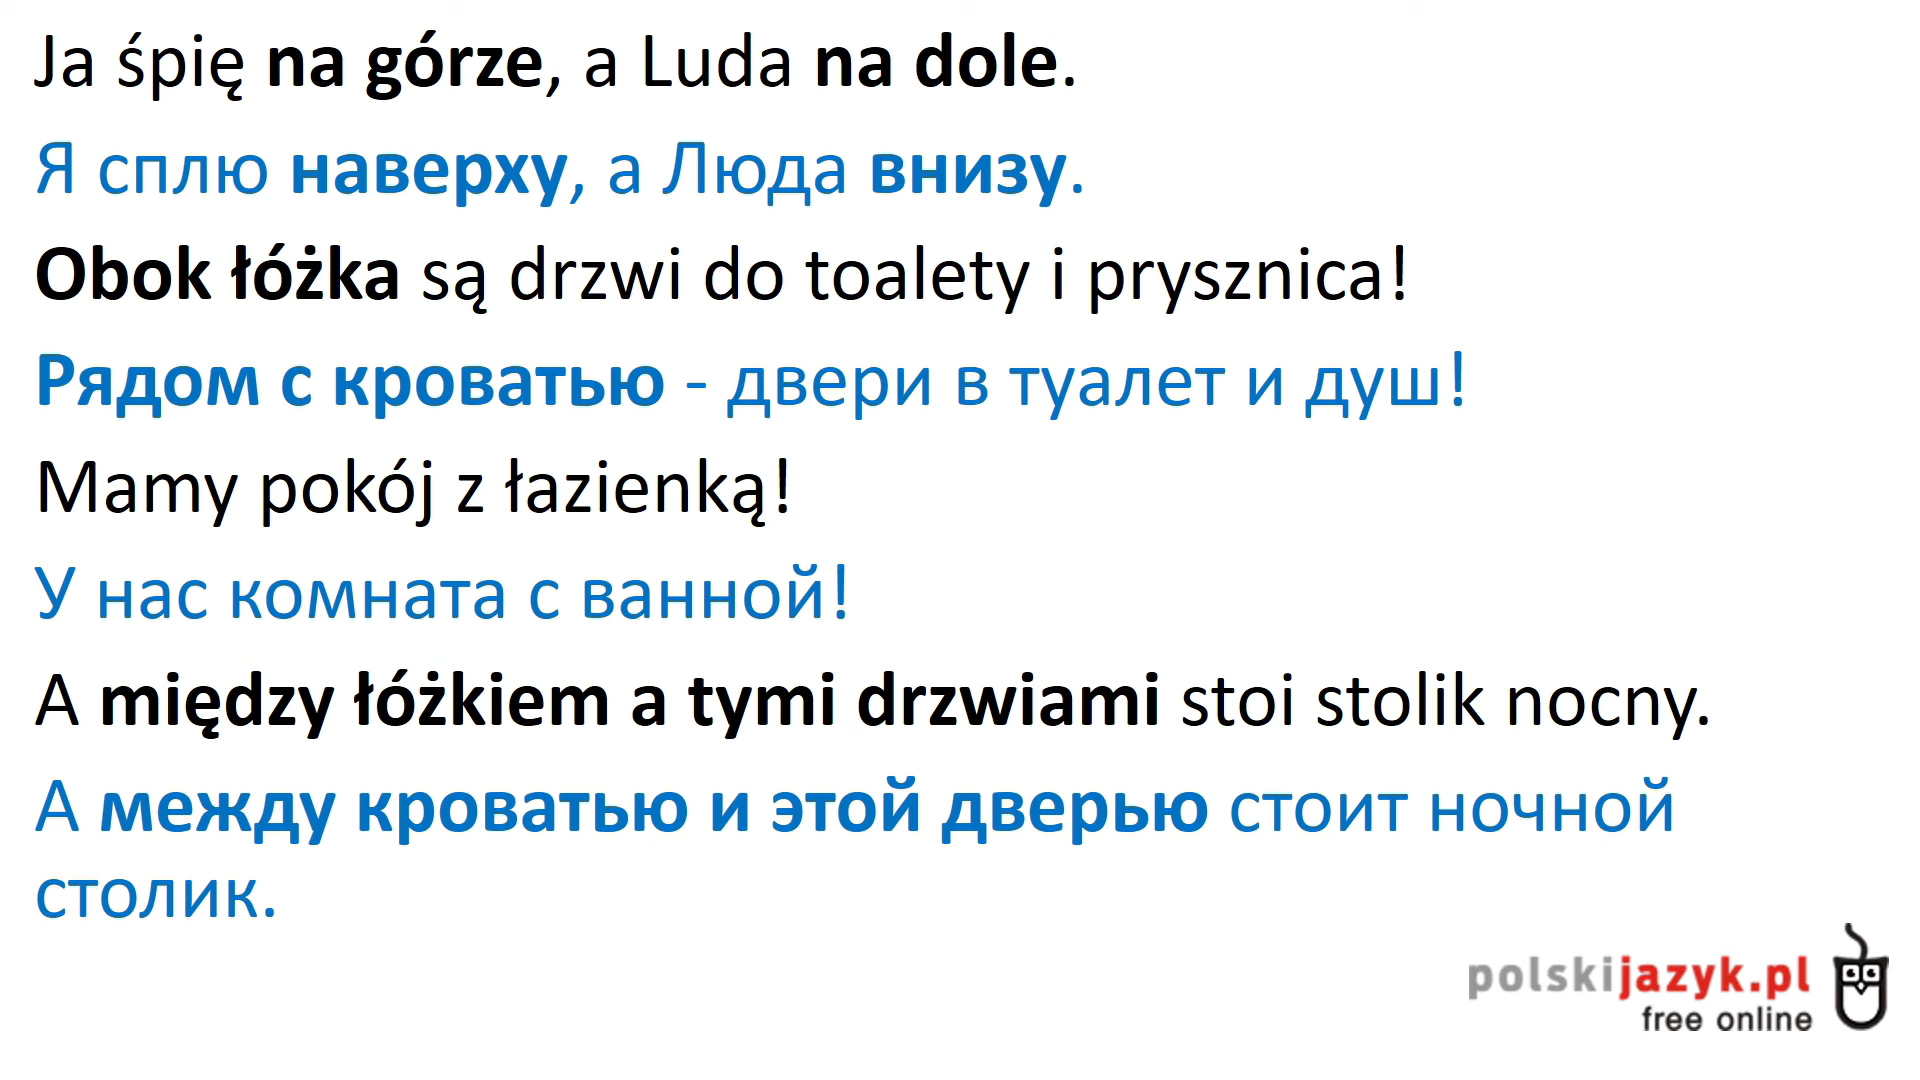 Ja śpię na górze, a Luda na dole.
Я сплю наверху, а Люда внизу.
Obok łóżka są drzwi do toalety i prysznica!
Рядом с кроватью - двери в туалет и душ!
Mamy pokój z łazienką!
У нас комната с ванной!
A między łóżkiem a tymi drzwiami stoi stolik nocny.
А между кроватью и этой дверью стоит ночной
столик.
polskijazyk.pl
free online